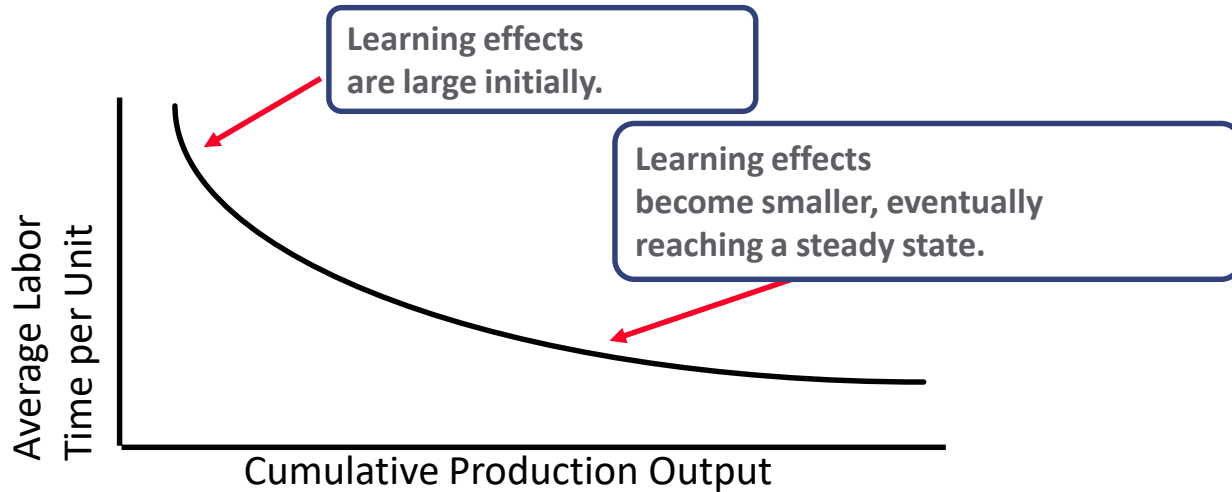 Learning effects
are large initially.
Learning effects
become smaller, eventually
reaching a steady state.
Average Labor
Time per Unit
Cumulative Production Output